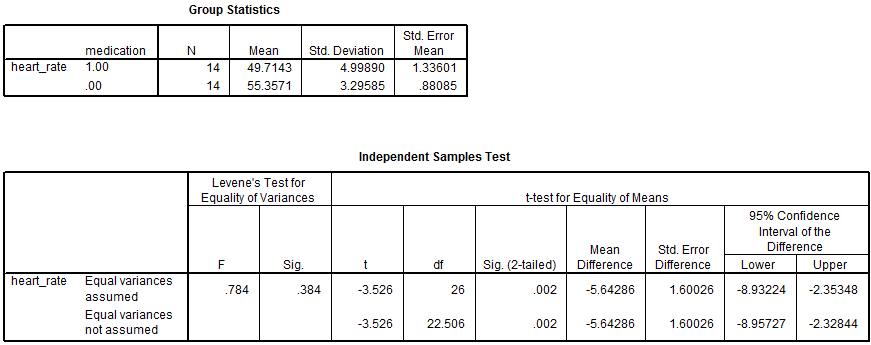 Group Statistics
medication N Mean Std. Deviation Std. Error Mean
heart_rate 1.00 14 49.7143 4.99890 1.33601
.00 14 55.3571 3.29585 .88085
Independent Samples Test
Levene's Test for Equality of Variances t-test for Equality of Means
95% Confidence Interval of the Difference
F Sig. t df Sig. (2-tailed) Mean Difference Std. Error Difference Lower Upper
heart_rate Equal variances assumed .784 .384 -3.526 26 .002 -5.64286 1.60026 -8.93224 -2.35348
Equal variances not assumed -3.526 22.506 .002 -5.64286 1.60026 -8.95727 -2.32844